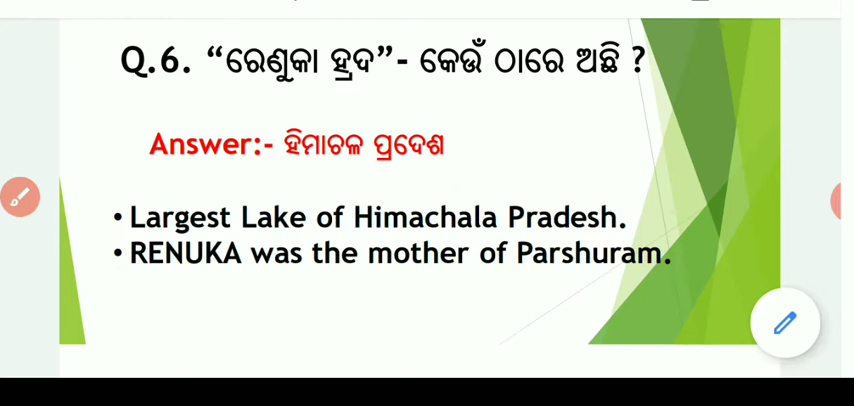 Q.6. “ରେଣୁକା ହ୍ରଦ”- କେଉଁ ଠାରେ ଅଛି ?
Answer:- ହିମାଚଳ ପ୍ରଦେଶ
• Largest Lake of Himachala Pradesh.
• RENUKA was the mother of Parshuram.